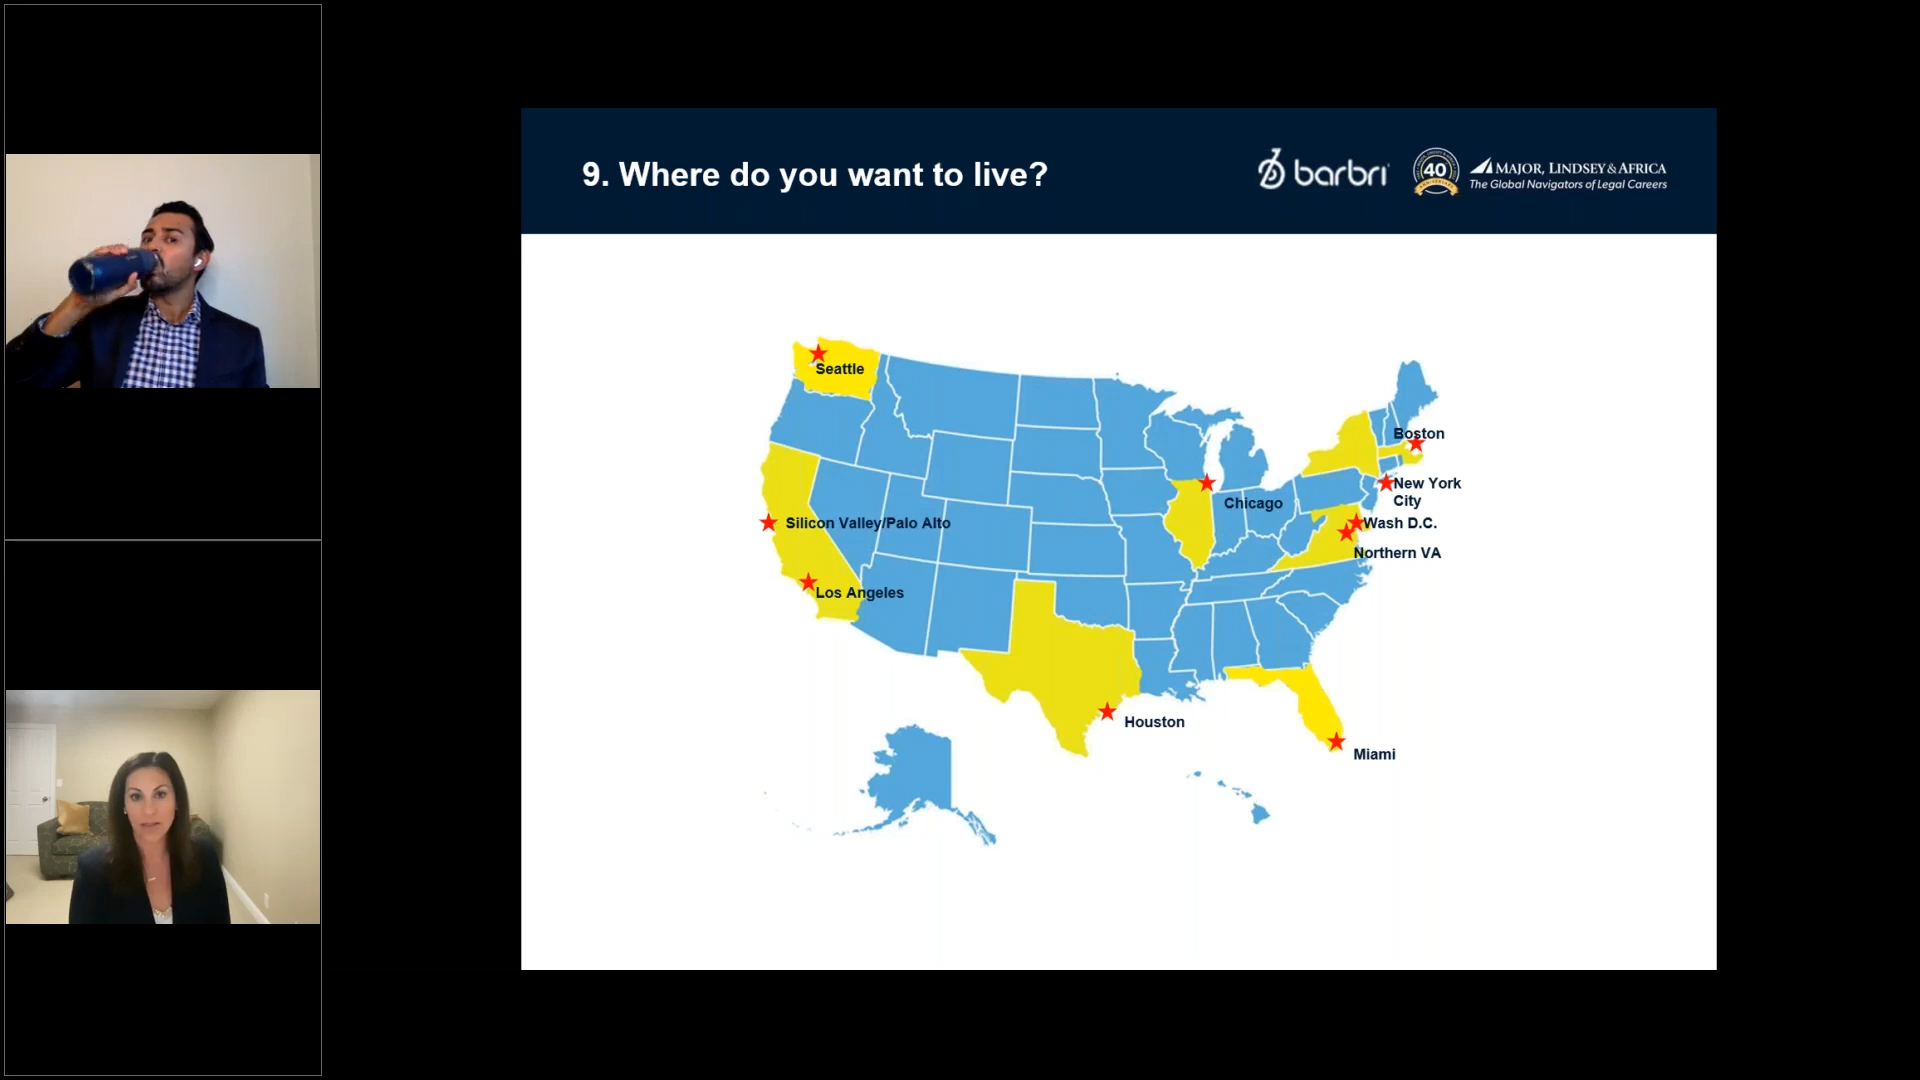 9. Where do you want to live?
barbri
40
MAJOR, LINDSEY & AFRICA
The Global Navigators of Legal Careers
Seattle
Boston
New York
City
Chicago
Wash D.C.
Silicon Valley/Palo Alto
Northern VA
Los Angeles
Houston
Miami